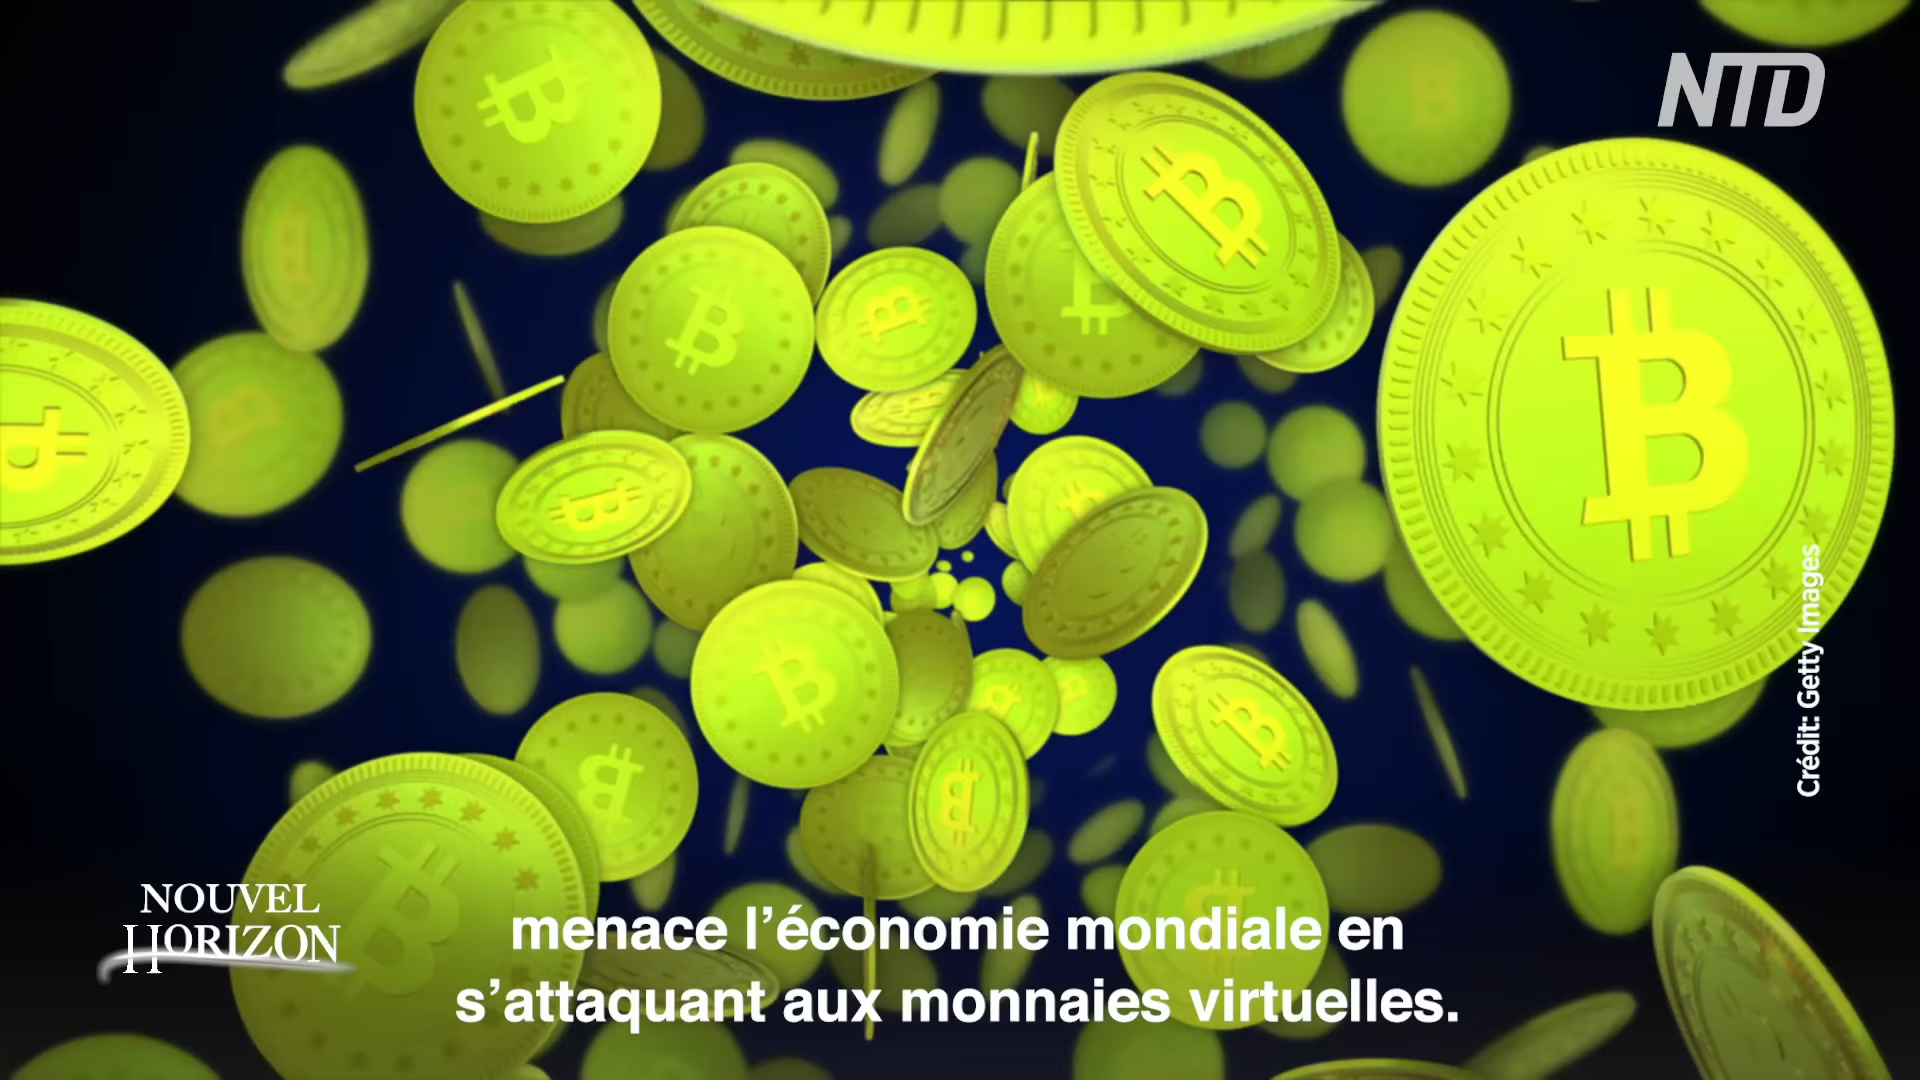 NTD
Crédit: Getty Images
NOUVEL
HORIZON
menace l’économie mondiale en
s’attaquant aux monnaies virtuelles.